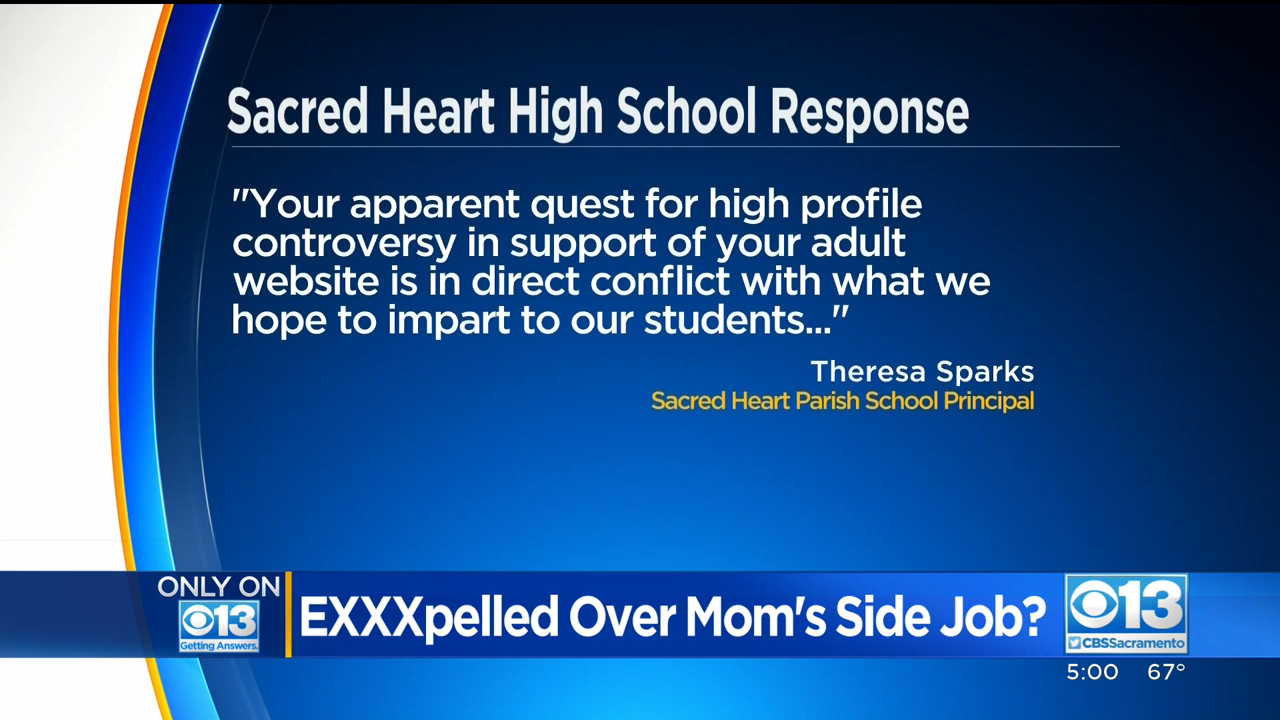 Sacred Heart High School Response
"Your apparent quest for high profile
controversy in support of your adult
website is in direct conflict with what we
hope to impart to our students..."
Theresa Sparks
Sacred Heart Parish School Principal
ONLY ON
13
Getting Answers.
EXXXpelled Over Mom's Side Job?
13
CBSSacramento
5:00 67°